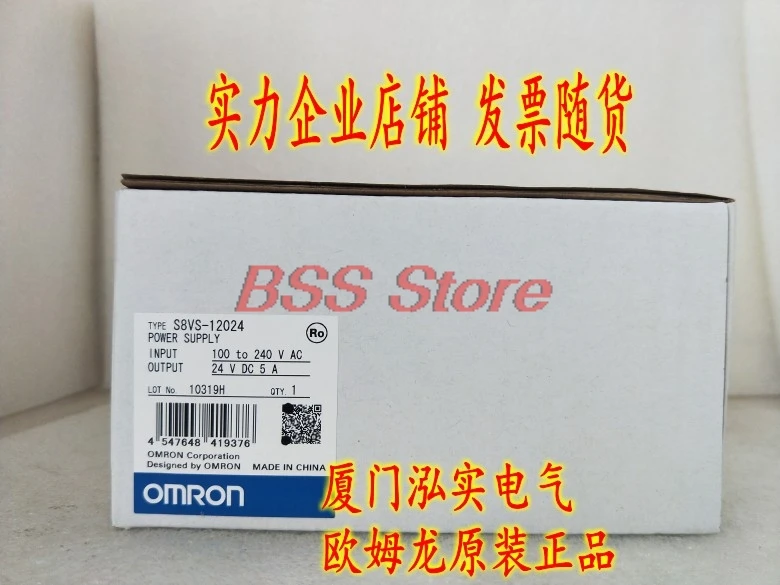 实力企业店铺 发票随货
BSS Store
TYPE S8VS-12024
POWER SUPPLY
Ro
INPUT 100 to 240 V AC
OUTPUT 24 V DC 5 A
LOT No. 10319H QTY. 1
4 547648 419376
OMRON Corporation
Designed by OMRON MADE IN CHINA
OMRON
厦门泓实电气
欧姆龙原装正品